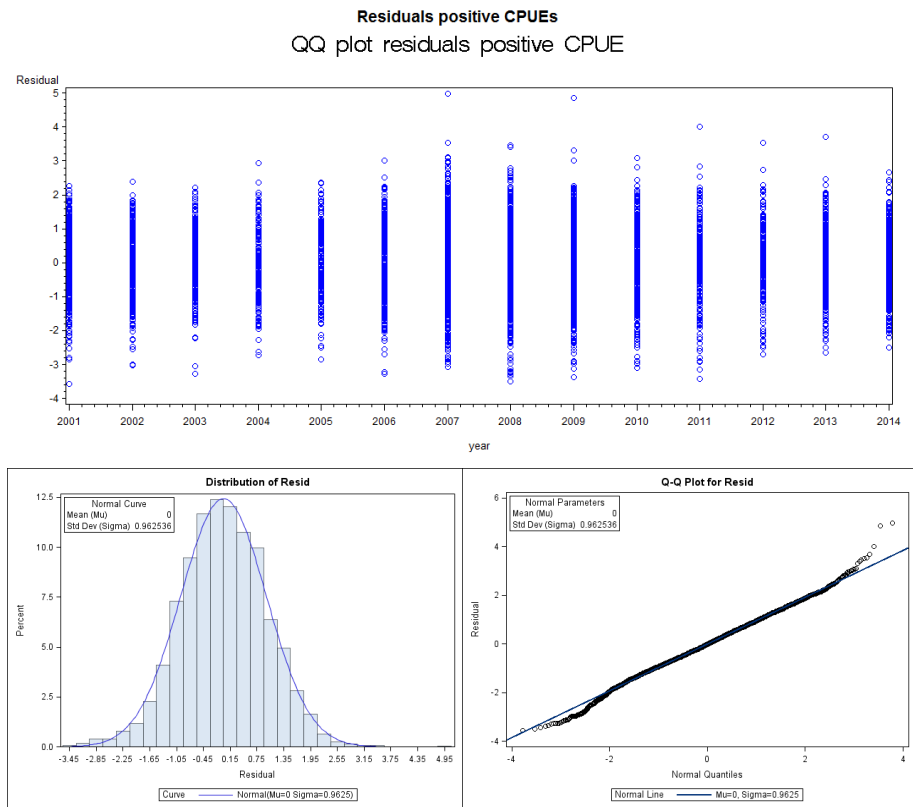 Residuals positive CPUEs
QQ plot residuals positive CPUE
Residual
5
4
3
2
1
0
-1
-2
-3
-4
2001 2002 2003 2004 2005 2006 2007 2008 2009 2010 2011 2012 2013 2014
year
Distribution of Resid
Normal Curve
Mean (Mu) 0
Std Dev (Sigma) 0.962536
12.5
10.0
7.5
5.0
2.5
0.0
Percent
-3.45 -2.85 -2.25 -1.65 -1.05 -0.45 0.15 0.75 1.35 1.95 2.55 3.15 3.75 4.35 4.95
Residual
Curve Normal(Mu=0 Sigma=0.9625)
Q-Q Plot for Resid
Normal Parameters
Mean (Mu) 0
Std Dev (Sigma) 0.962536
6
4
2
0
-2
-4
Residual
-4 -2 0 2 4
Normal Quantiles
Normal Line Mu=0, Sigma=0.9625